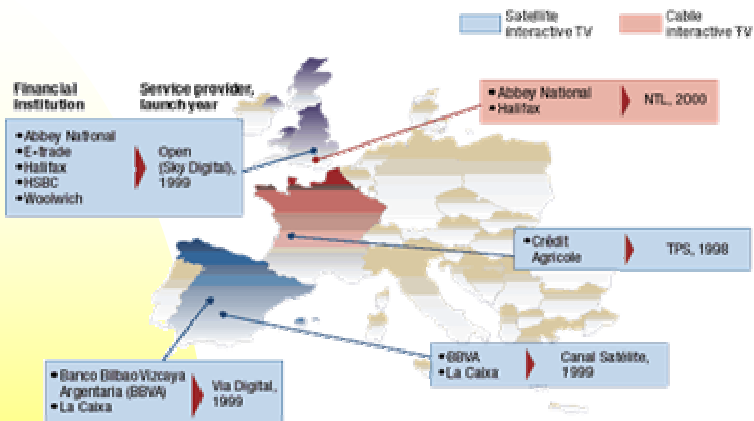 Satellite
interactive TV
Cable
interactive TV
Financial
institution
Service provider,
launch year
•Abbey National
•E-trade
•Halifax
•HSBC
•Woolwich
Open
(Sky Digital),
1999
•Abbey National
•Halifax
NTL, 2000
•Crédit
Agricole
TPS, 1998
•BBVA
•La Caixa
Canal Satélite,
1999
•Banco Bilbao Vizcaya
Argentaria (BBVA)
•La Caixa
Via Digital,
1999